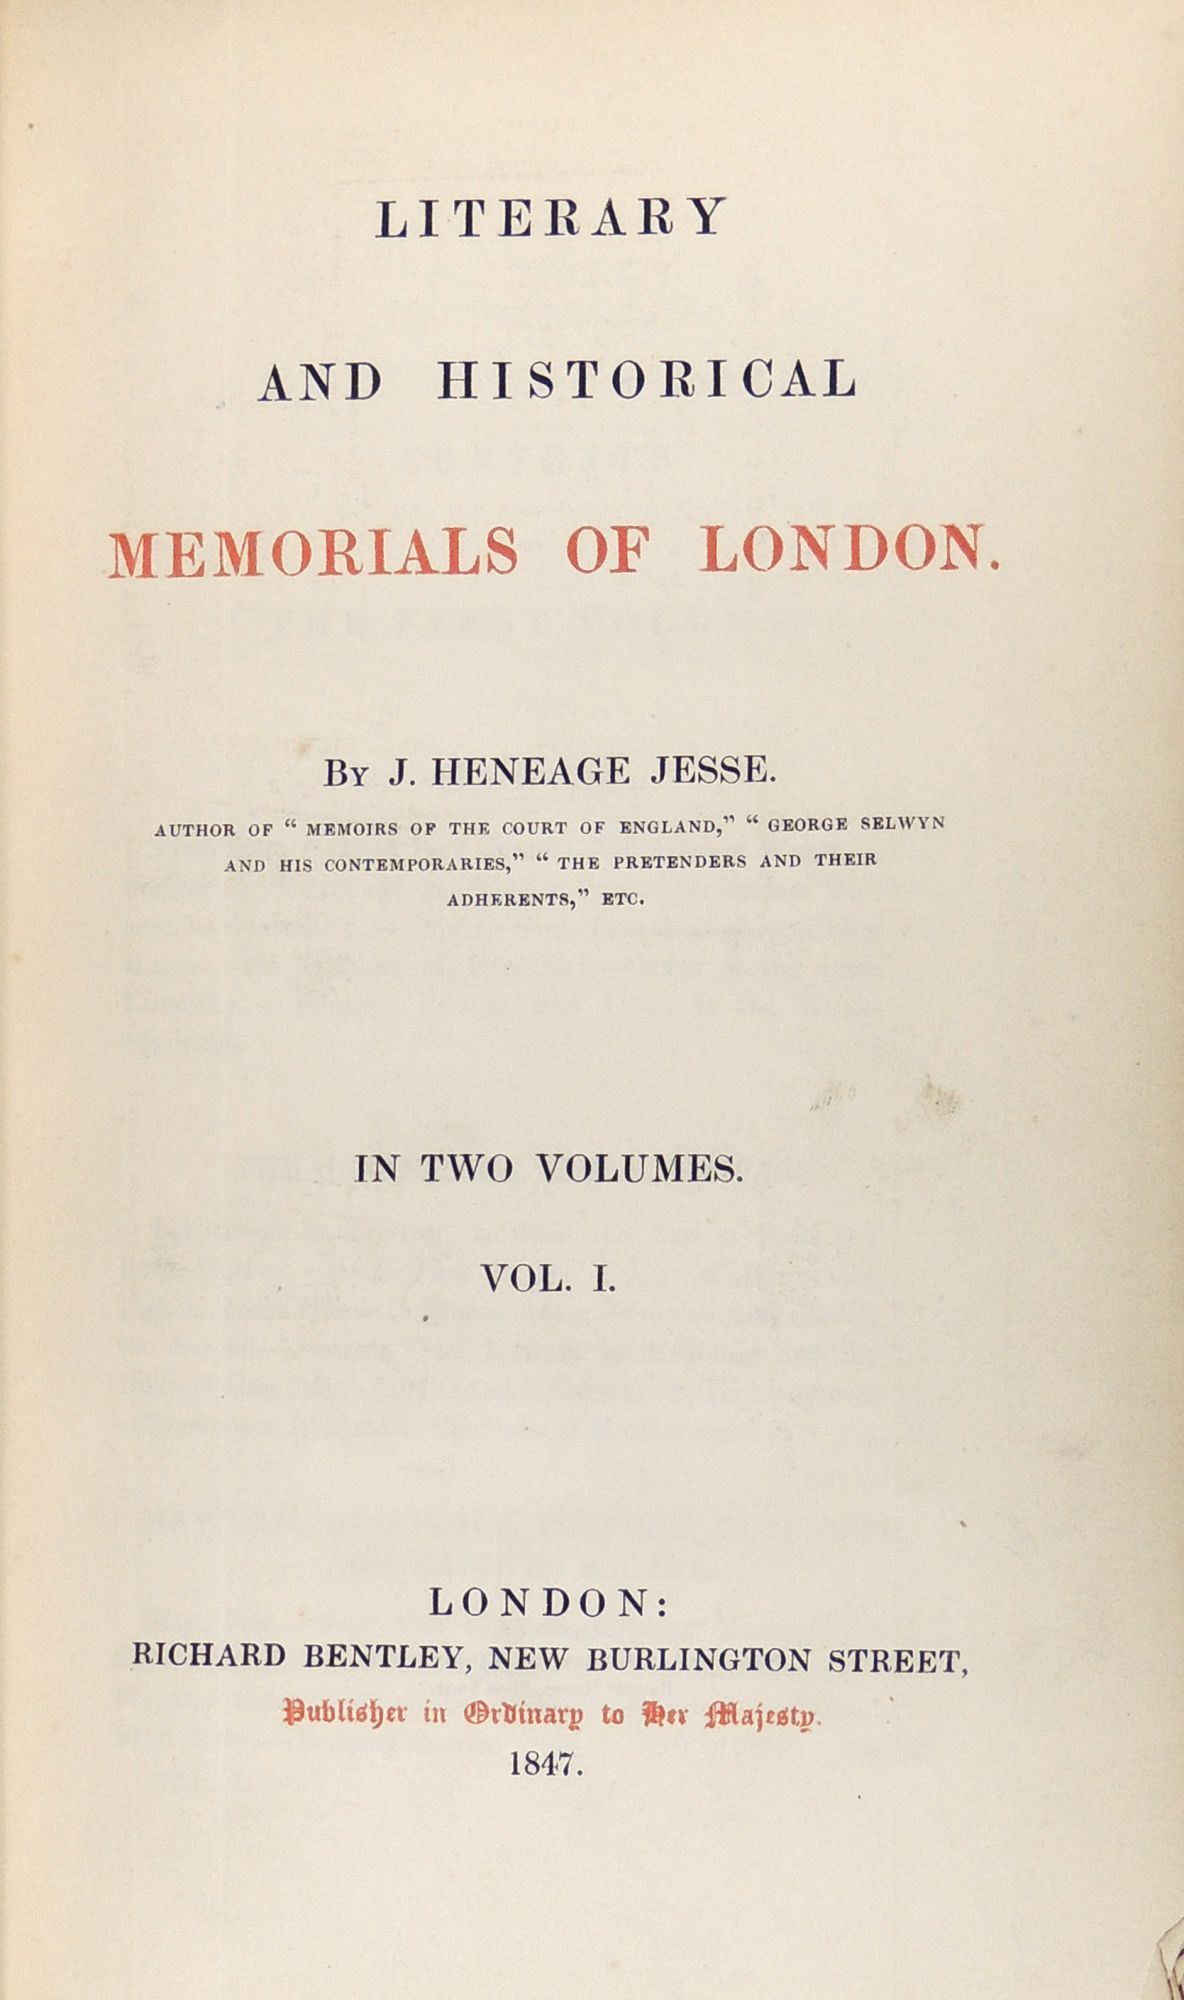 LITERARY
AND HISTORICAL
MEMORIALS OF LONDON.
BY J. HENEAGE JESSE.
AUTHOR OF “ MEMOIRS OF THE COURT OF ENGLAND,” “ GEORGE SELWYN
AND HIS CONTEMPORARIES,” “ THE PRETENDERS AND THEIR
ADHERENTS,” ETC.
IN TWO VOLUMES.
VOL. I.
LONDON:
RICHARD BENTLEY, NEW BURLINGTON STREET,
Publisher in Ordinary to Her Majesty.
1847.